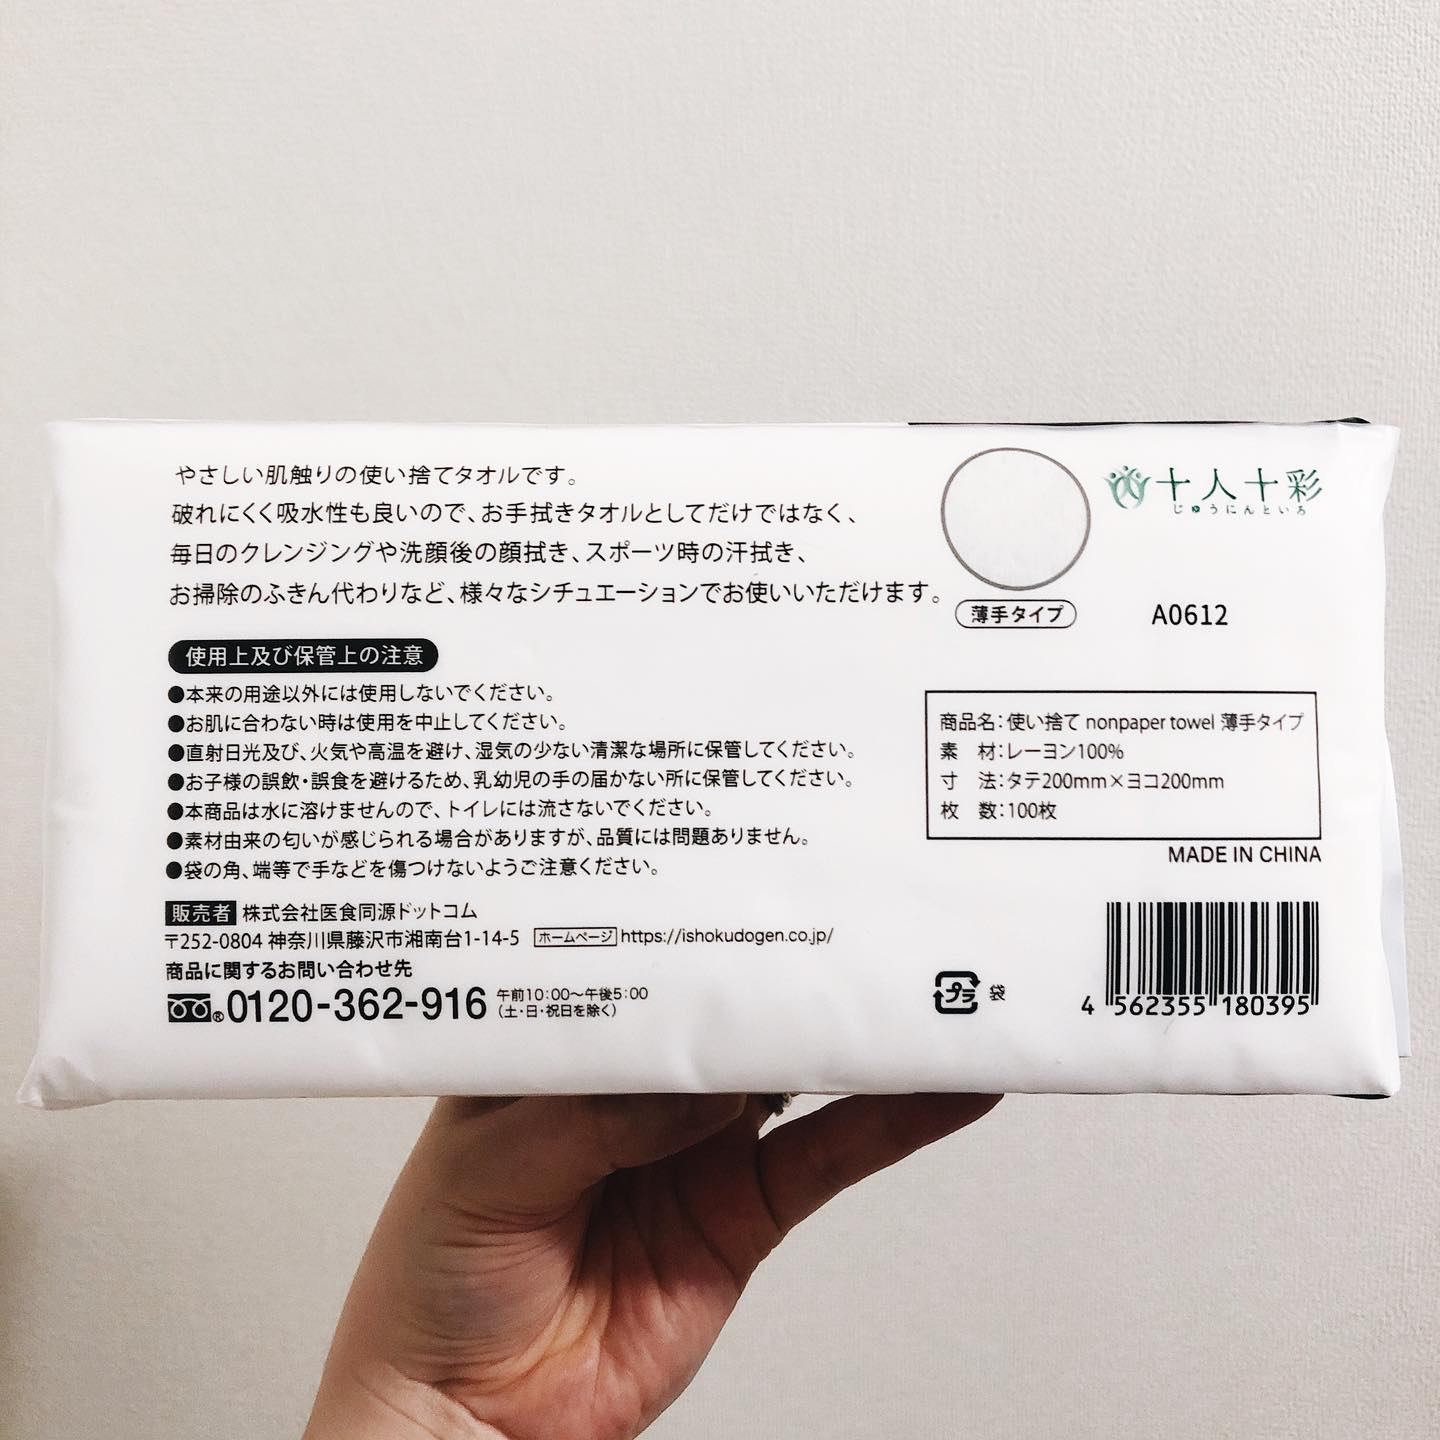 やさしい肌触りの使い捨てタオルです。
破れにくく吸水性も良いので、お手拭きタオルとしてだけではなく、
毎日のクレンジングや洗顔後の顔拭き、スポーツ時の汗拭き、
お掃除のふきん代わりなど、様々なシチュエーションでお使いいただけます。
薄手タイプ
十人十彩
じゅうにんといろ
A0612
使用上及び保管上の注意
●本来の用途以外には使用しないでください。
●お肌に合わない時は使用を中止してください。
●直射日光及び、火気や高温を避け、湿気の少ない清潔な場所に保管してください。
●お子様の誤飲・誤食を避けるため、乳幼児の手の届かない所に保管してください。
●本商品は水に溶けませんので、トイレには流さないでください。
●素材由来の匂いが感じられる場合がありますが、品質には問題ありません。
●袋の角、端等で手などを傷つけないようご注意ください。
販売者 株式会社医食同源ドットコム
〒252-0804 神奈川県藤沢市湘南台1-14-5 ホームページ https://ishokudogen.co.jp/
商品に関するお問い合わせ先
® 0120-362-916 午前10:00〜午後5:00
(土・日・祝日を除く)
商品名：使い捨て nonpaper towel 薄手タイプ
素　材：レーヨン100%
寸　法：タテ200mm×ヨコ200mm
枚　数：100枚
MADE IN CHINA
プラ 袋
4 562355 180395